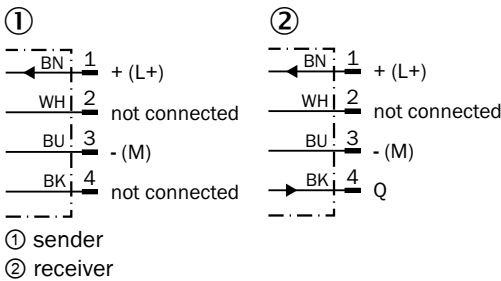 ① ②
BN 1 + (L+) BN 1 + (L+)
WH 2 not connected WH 2 not connected
BU 3 - (M) BU 3 - (M)
BK 4 not connected BK 4 Q
① sender
② receiver